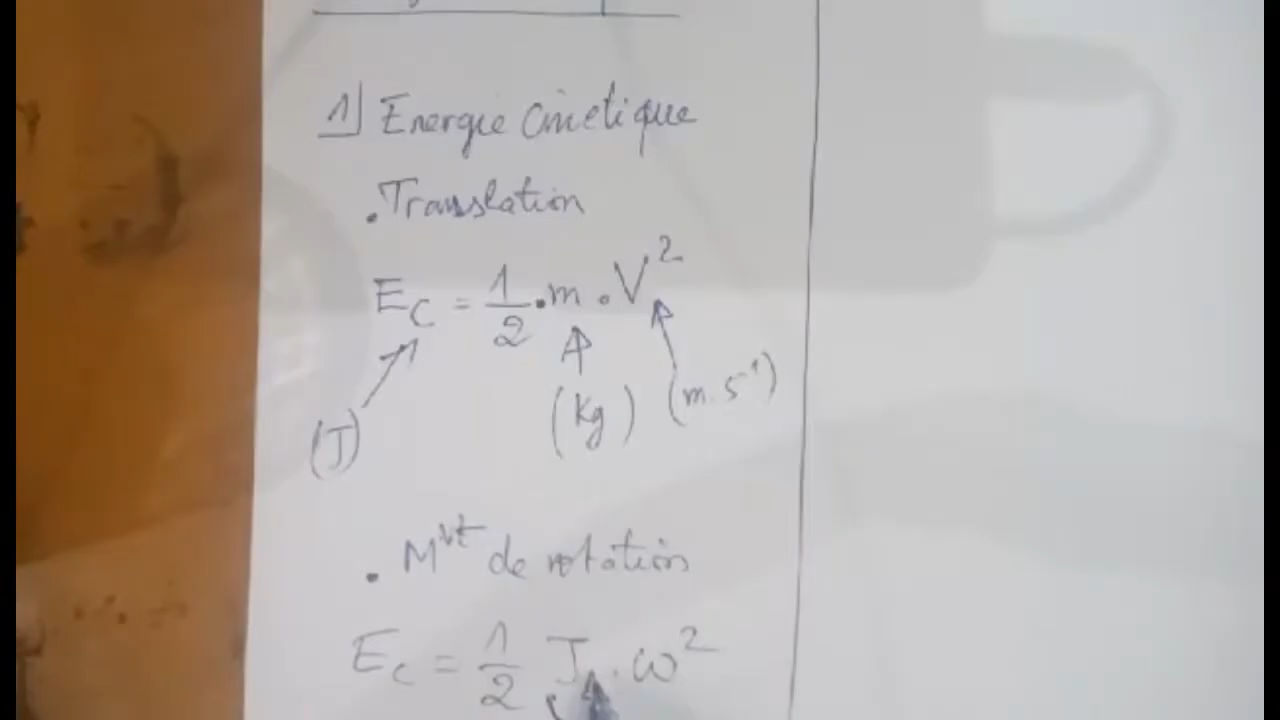 1) Energie cinetique
. Translation
Ec = 1/2 . m . V²
(J) (kg) (m.s⁻¹)
. Mvt de rotation
Ec = 1/2 J . ω²